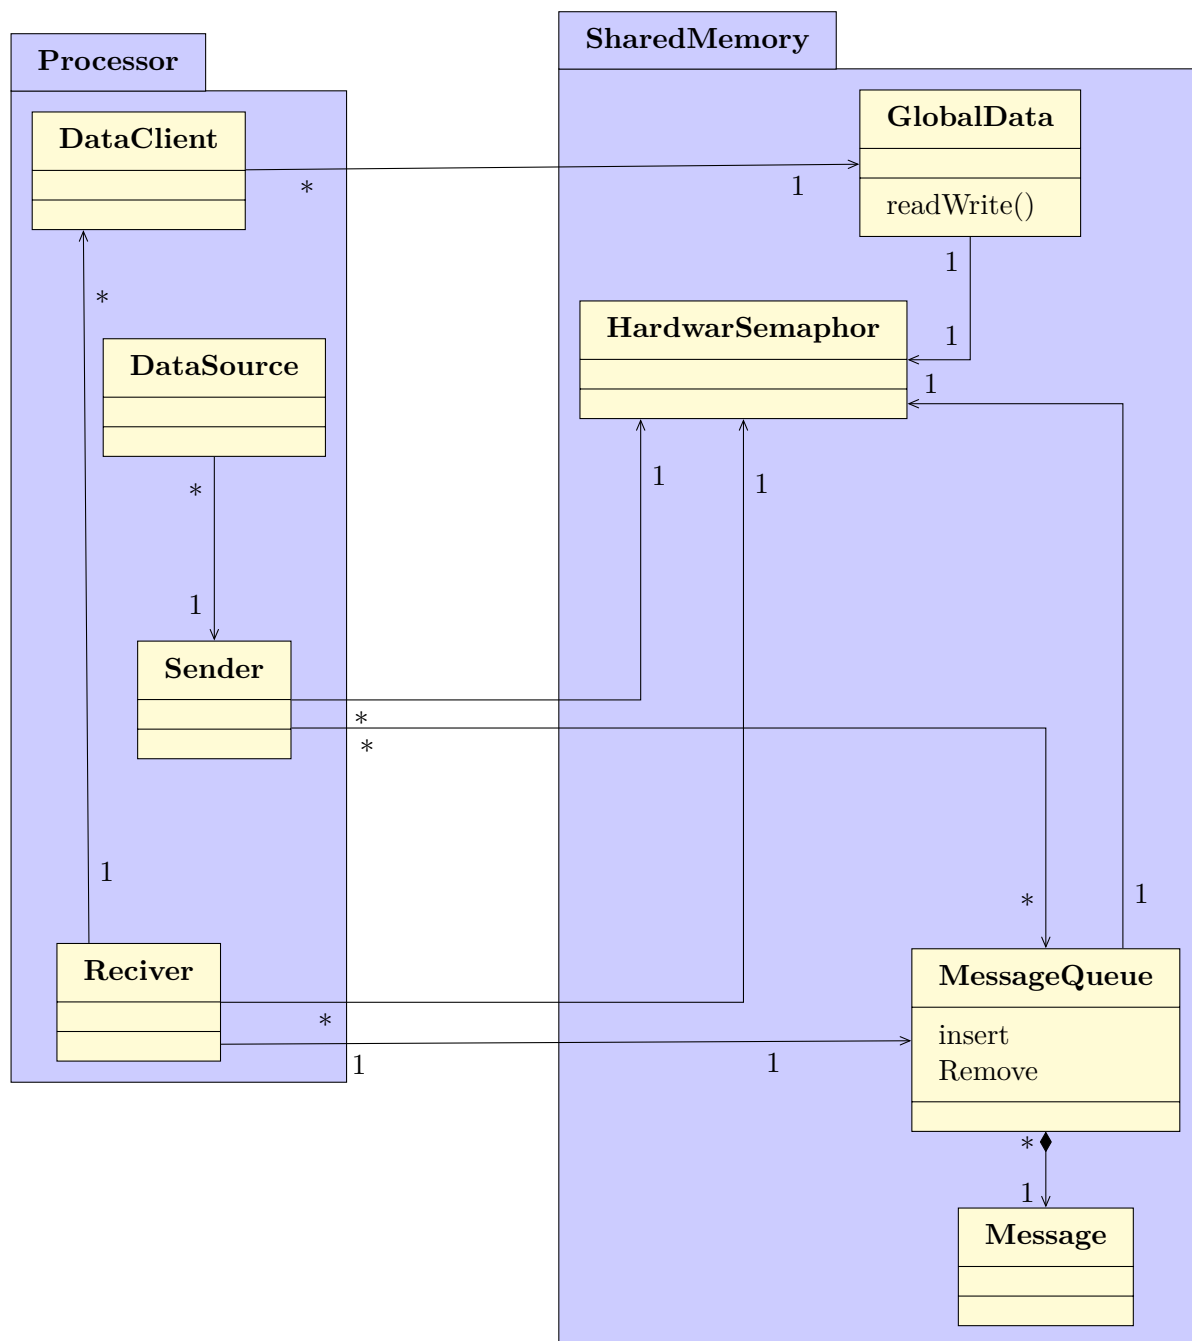 Processor
SharedMemory
DataClient
*
1
GlobalData
readWrite()
1
1
*
HardwarSemaphor
1
DataSource
*
1
1
1
Sender
*
*
*
1
1
Reciver
*
1
1
MessageQueue
insert
Remove
*
1
Message